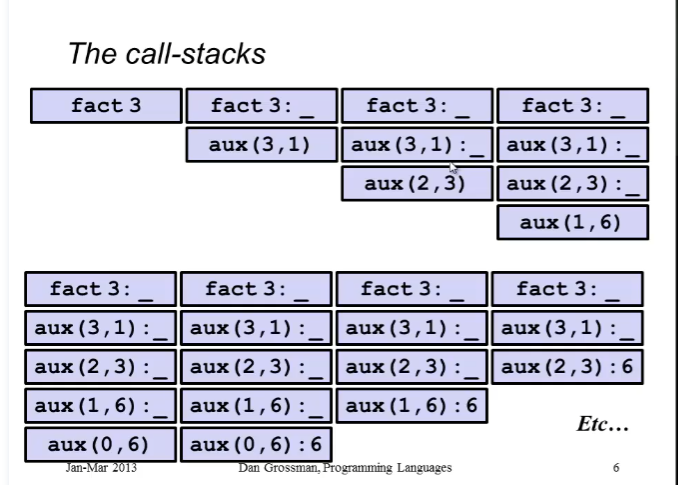 The call-stacks
fact 3 fact 3: _ fact 3: _ fact 3: _
aux(3,1) aux(3,1):_ aux(3,1):_
aux(2,3) aux(2,3):_
aux(1,6)
fact 3: _ fact 3: _ fact 3: _ fact 3: _
aux(3,1):_ aux(3,1):_ aux(3,1):_ aux(3,1):_
aux(2,3):_ aux(2,3):_ aux(2,3):_ aux(2,3):6
aux(1,6):_ aux(1,6):_ aux(1,6):6
Etc…
aux(0,6) aux(0,6):6
Jan-Mar 2013 Dan Grossman, Programming Languages 6